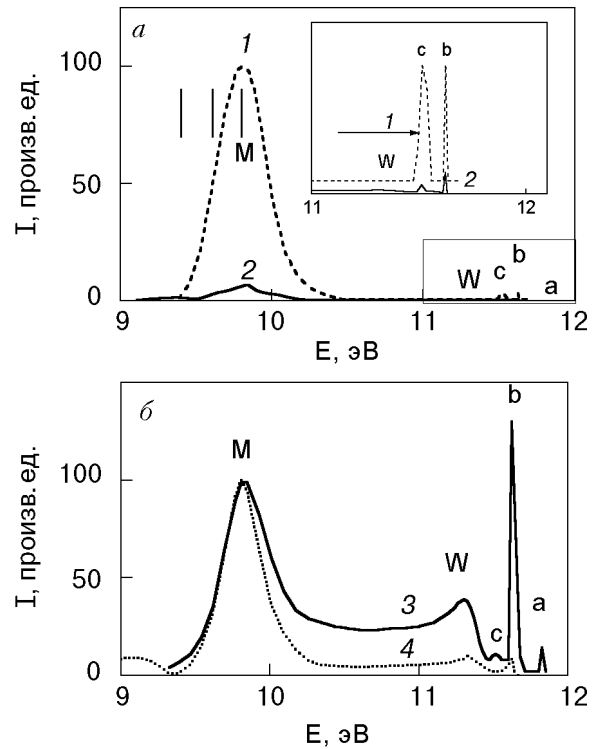 а
1
c b
100
1
M
W
2
11 12
50
I, произв. ед.
2
W c b a
0
9 10 11 12
E, эВ
б
b
M
100
W
a
50
3
c
4
I, произв. ед.
0
9 10 11 12
E, эВ